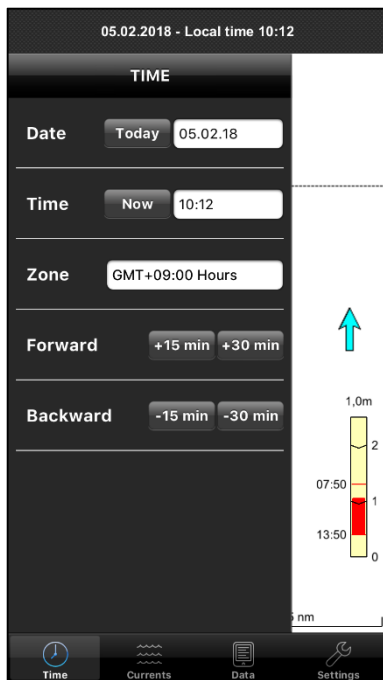 05.02.2018 - Local time 10:12
TIME
Date Today 05.02.18
Time Now 10:12
Zone GMT+09:00 Hours
Forward +15 min +30 min
Backward -15 min -30 min
1,0m
2
07:50
1
13:50
0
nm
Time Currents Data Settings